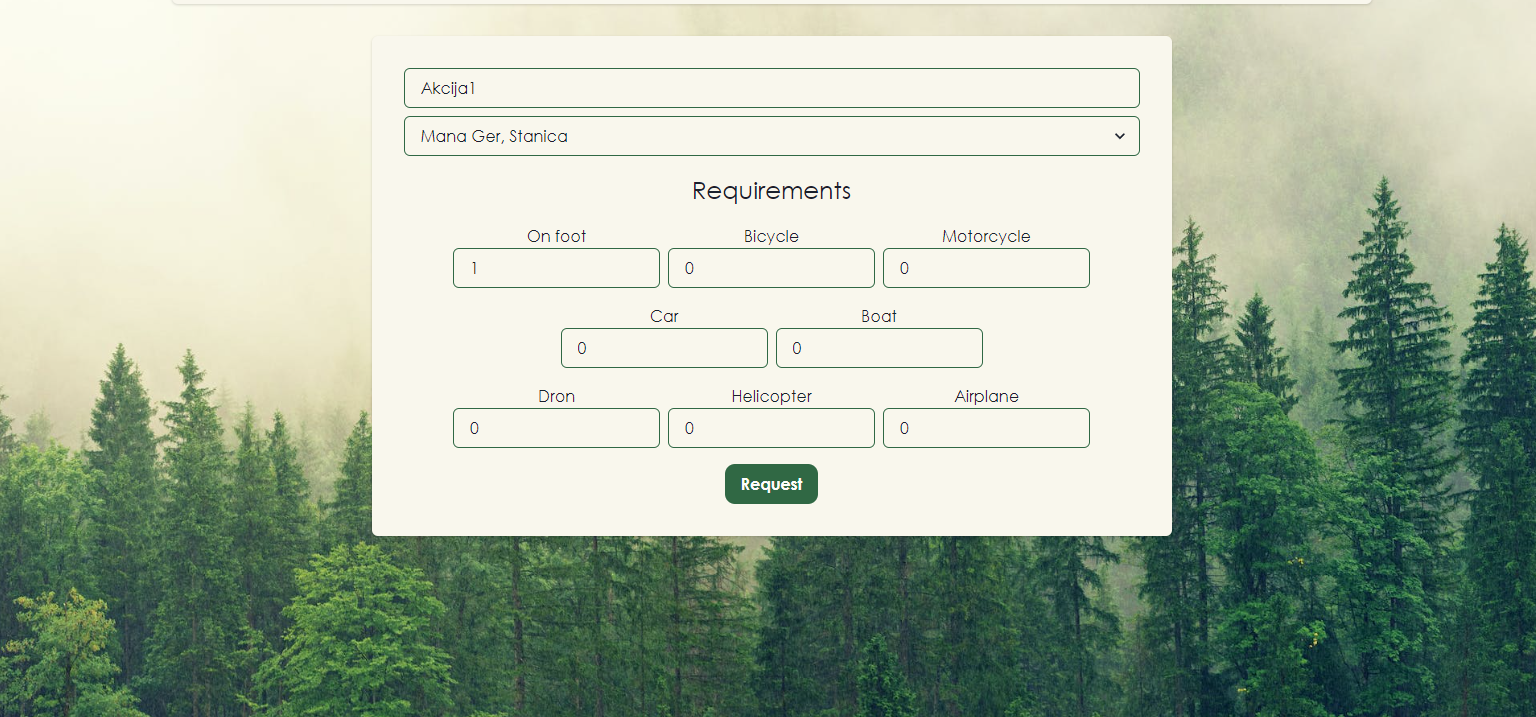 Akcija1
Mana Ger, Stanica
Requirements
On foot Bicycle Motorcycle
1 0 0
Car Boat
0 0
Dron Helicopter Airplane
0 0 0
Request